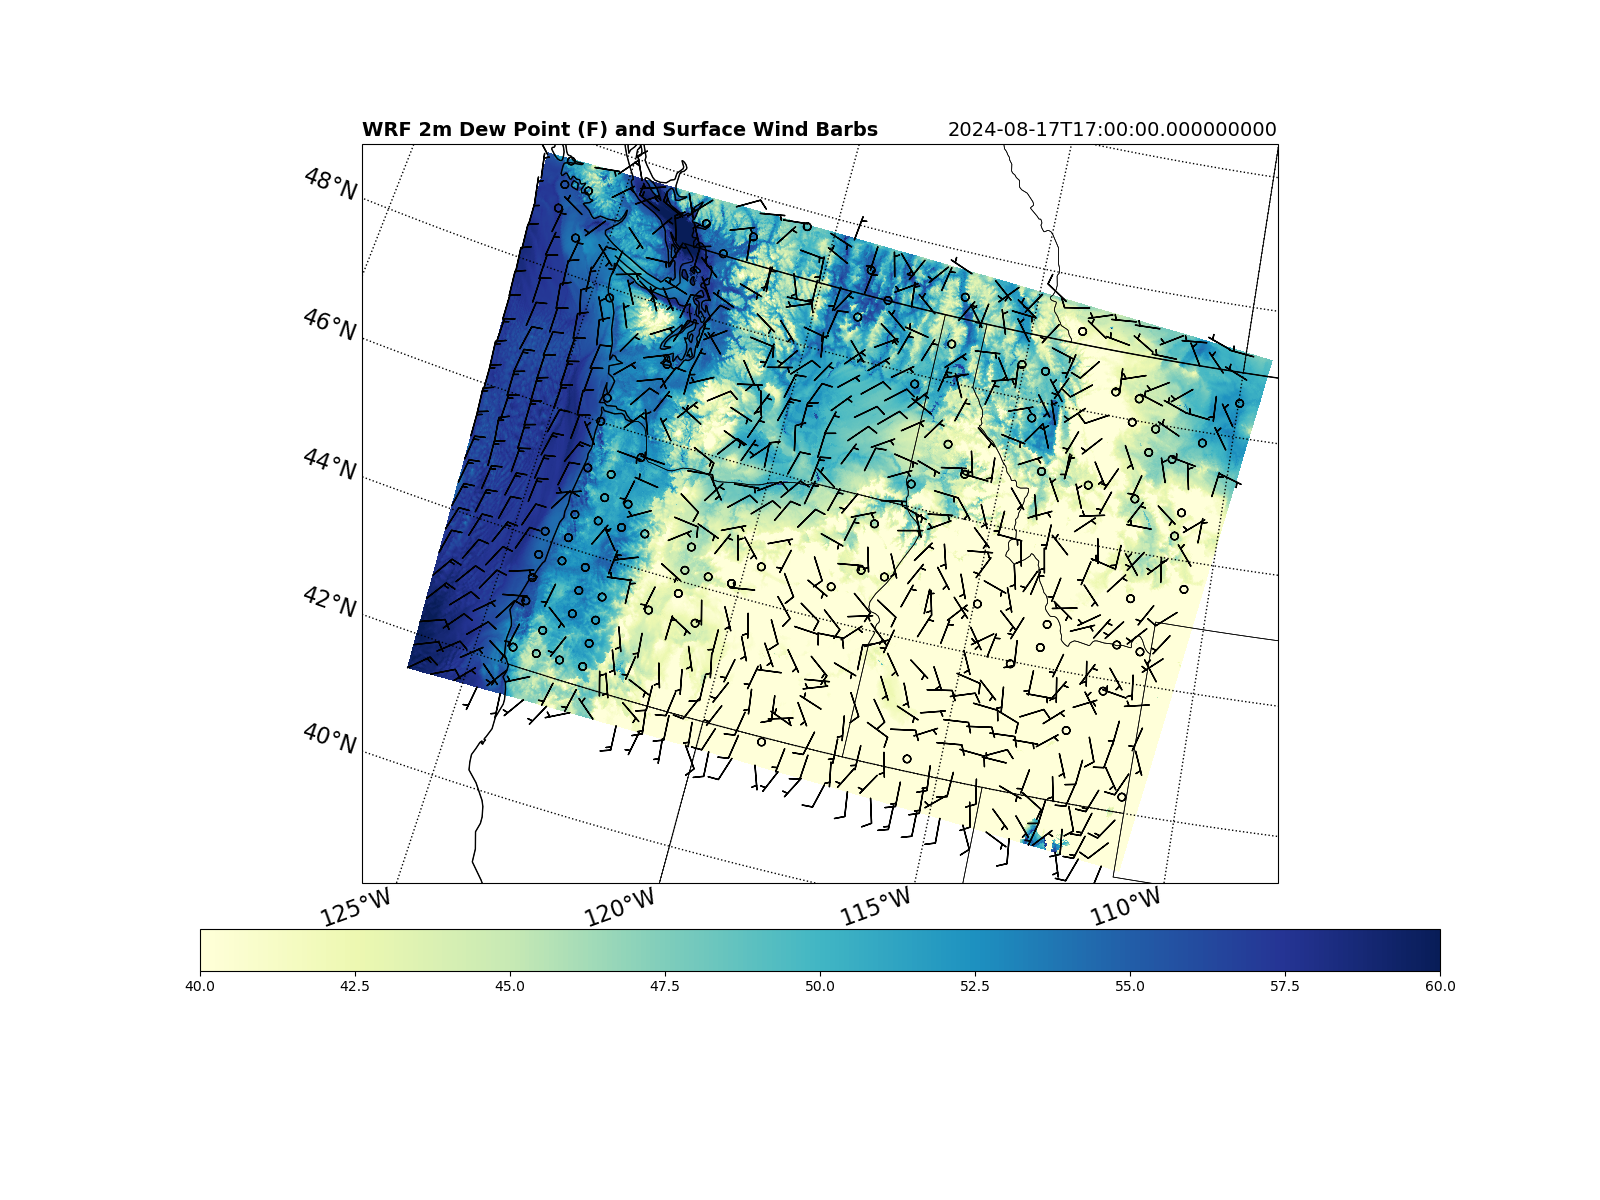 WRF 2m Dew Point (F) and Surface Wind Barbs
2024-08-17T17:00:00.000000000
48°N
46°N
44°N
42°N
40°N
125°W
120°W
115°W
110°W
40.0
42.5
45.0
47.5
50.0
52.5
55.0
57.5
60.0